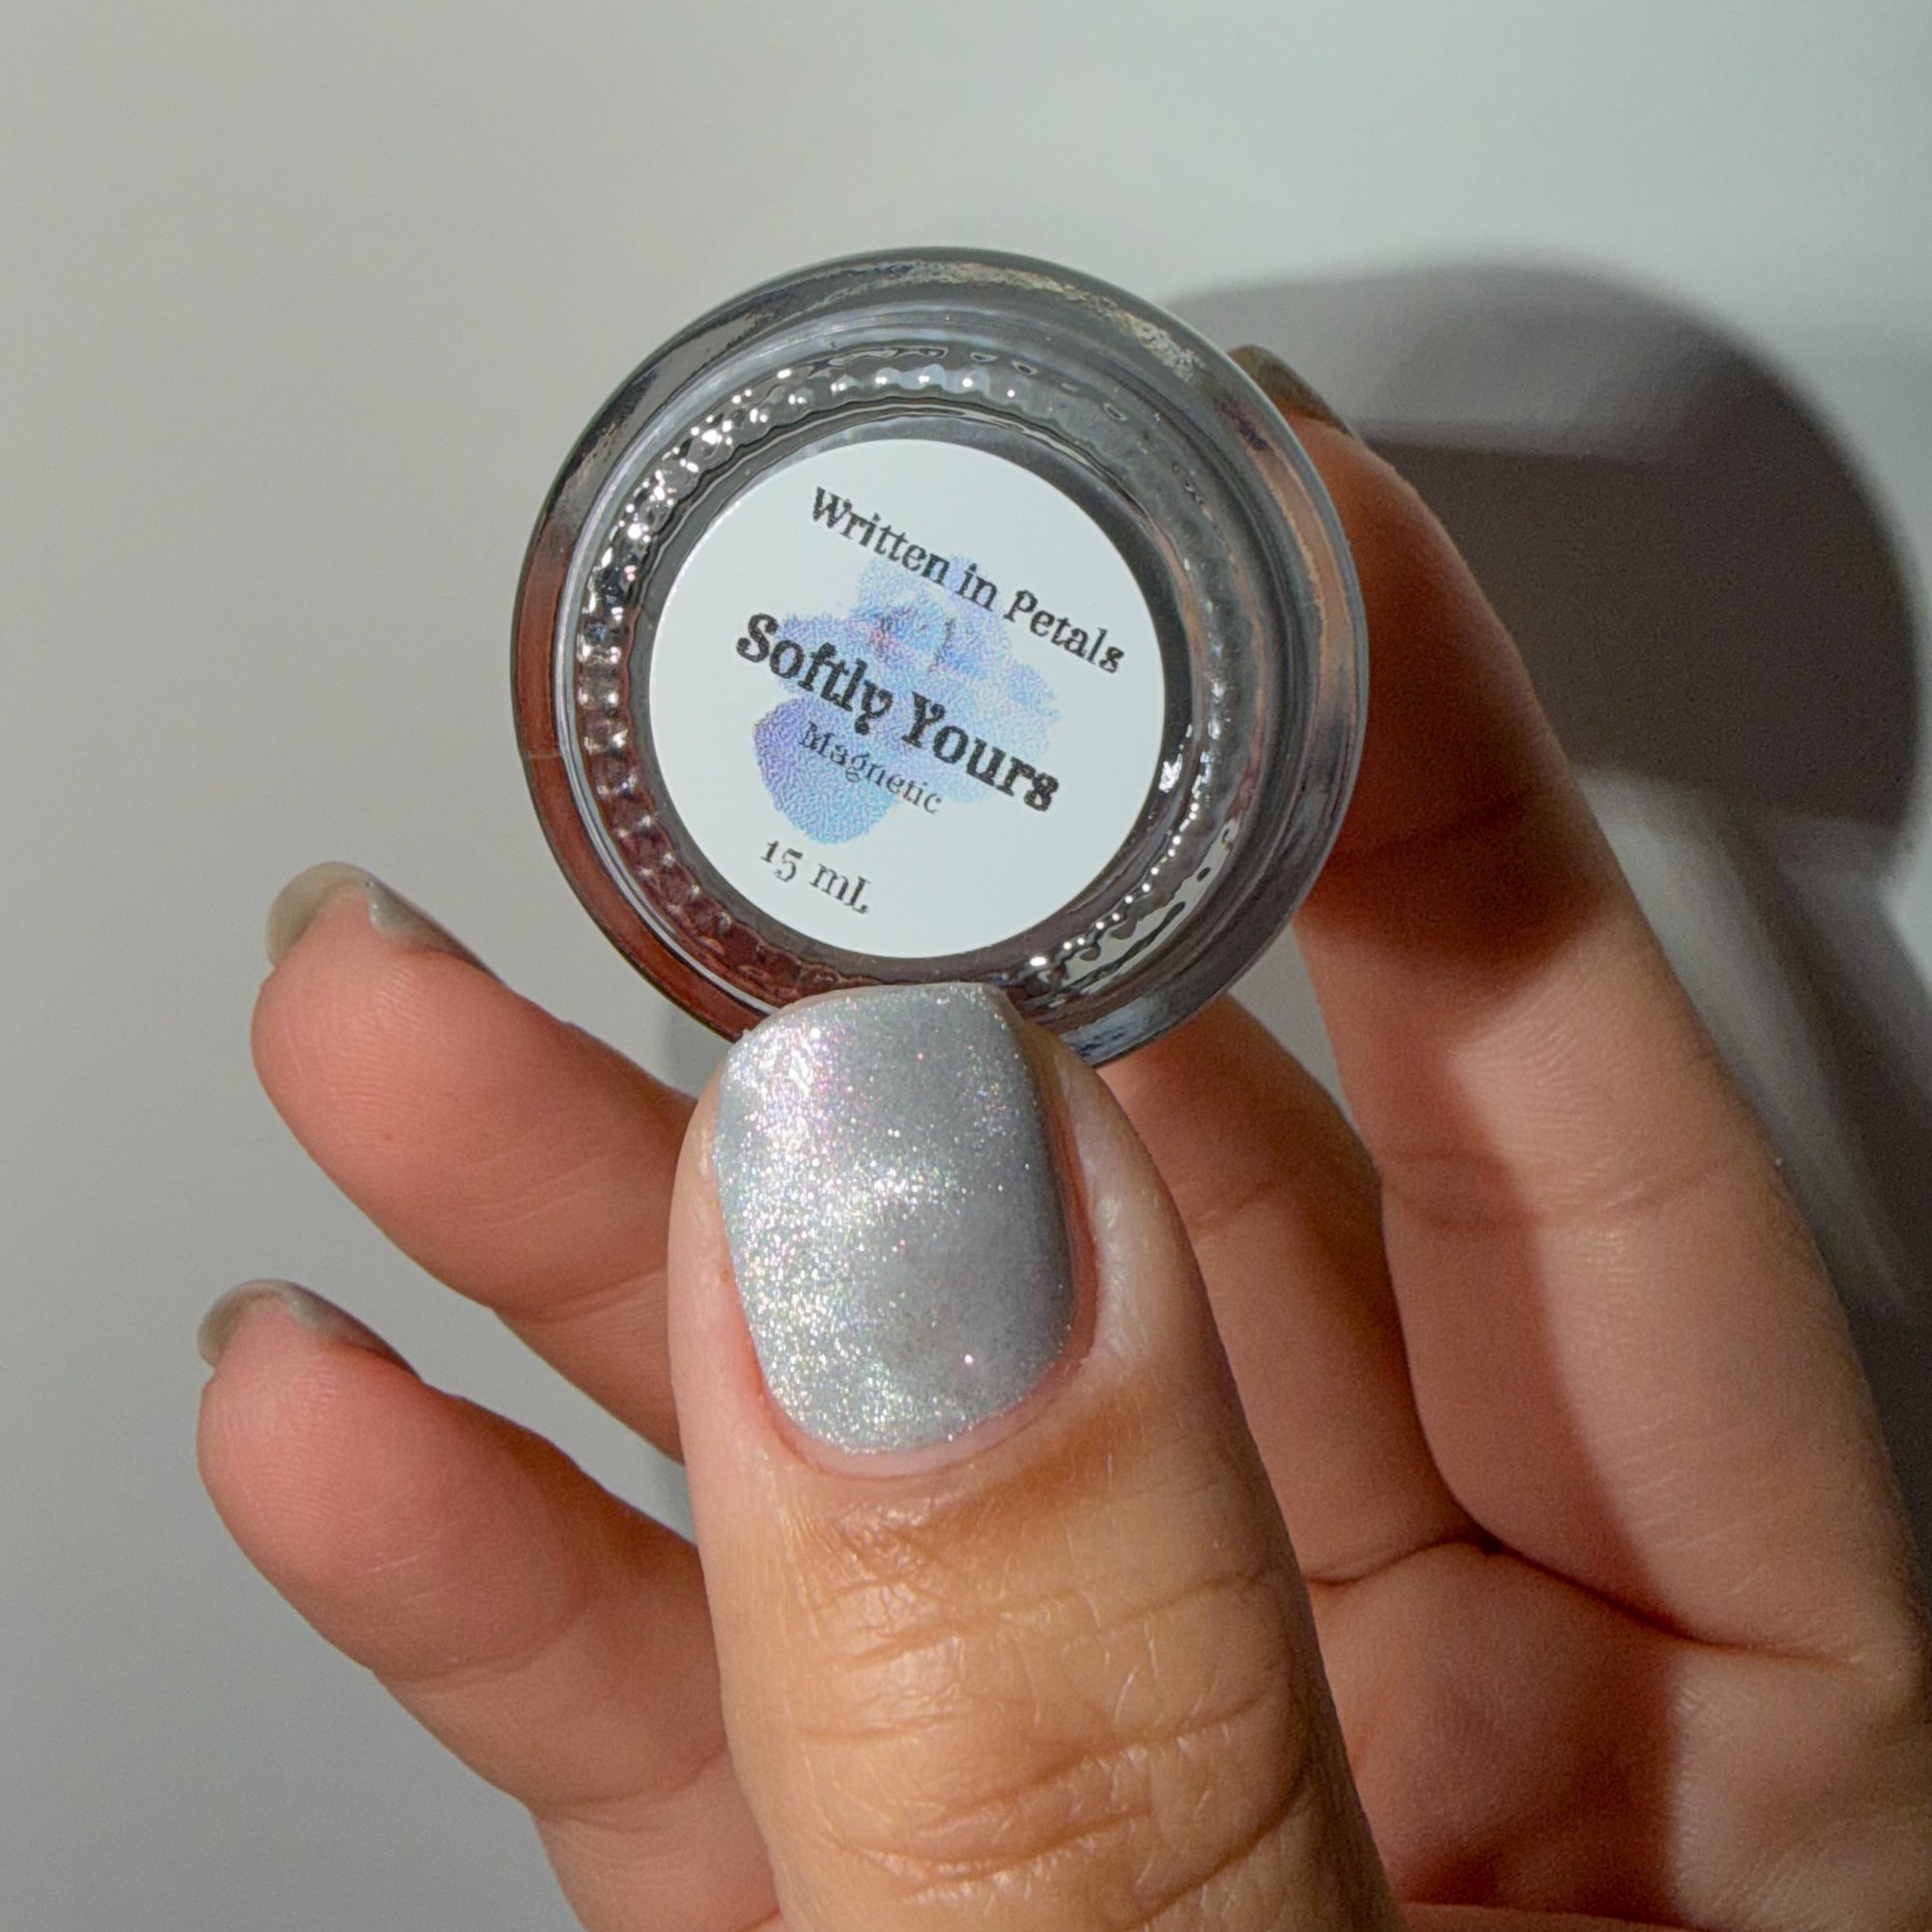 Written in Petals
Softly Yours
Magnetic
15 mL